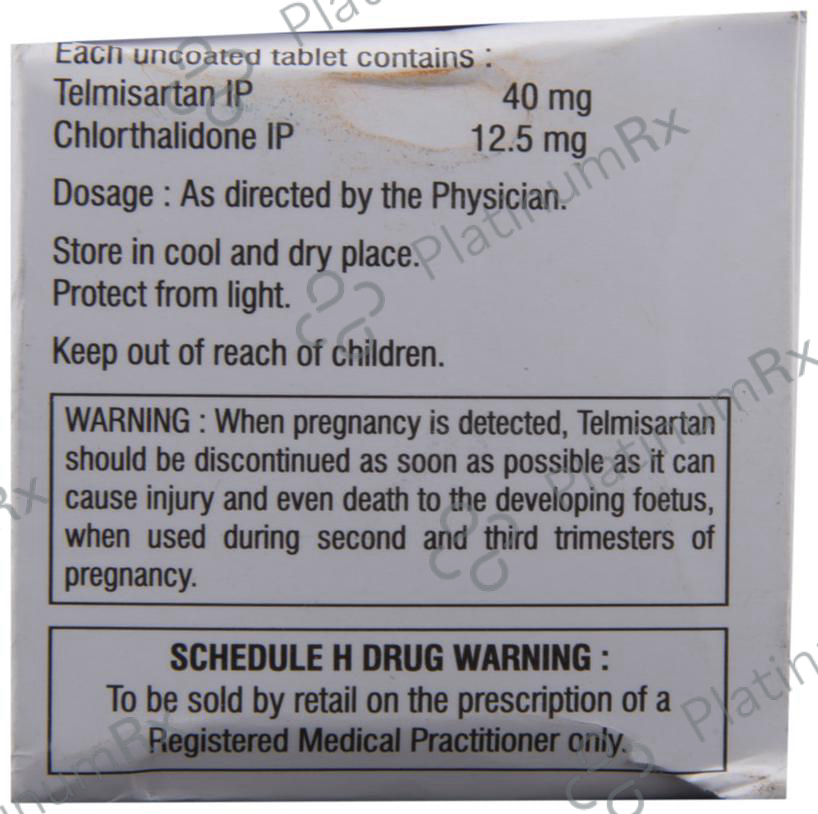 Each uncoated tablet contains :
Telmisartan IP 40 mg
Chlorthalidone IP 12.5 mg
Dosage : As directed by the Physician.
Store in cool and dry place.
Protect from light.
Keep out of reach of children.
WARNING : When pregnancy is detected, Telmisartan
should be discontinued as soon as possible as it can
cause injury and even death to the developing foetus,
when used during second and third trimesters of
pregnancy.
SCHEDULE H DRUG WARNING :
To be sold by retail on the prescription of a
Registered Medical Practitioner only.
PlatinumRx
PlatinumRx